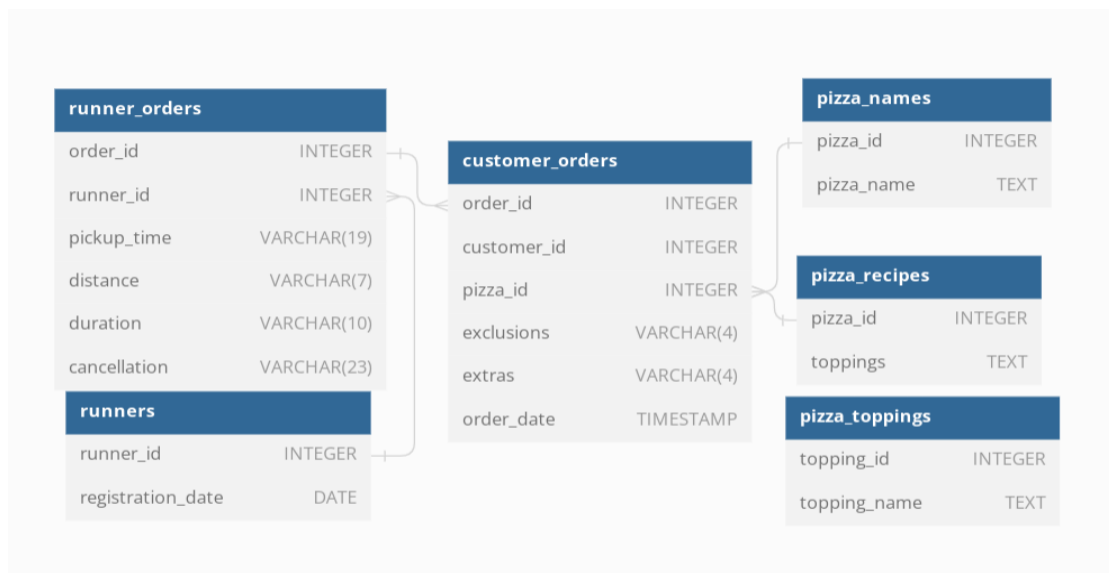 runner_orders
order_id INTEGER
runner_id INTEGER
pickup_time VARCHAR(19)
distance VARCHAR(7)
duration VARCHAR(10)
cancellation VARCHAR(23)
runners
runner_id INTEGER
registration_date DATE
customer_orders
order_id INTEGER
customer_id INTEGER
pizza_id INTEGER
exclusions VARCHAR(4)
extras VARCHAR(4)
order_date TIMESTAMP
pizza_names
pizza_id INTEGER
pizza_name TEXT
pizza_recipes
pizza_id INTEGER
toppings TEXT
pizza_toppings
topping_id INTEGER
topping_name TEXT